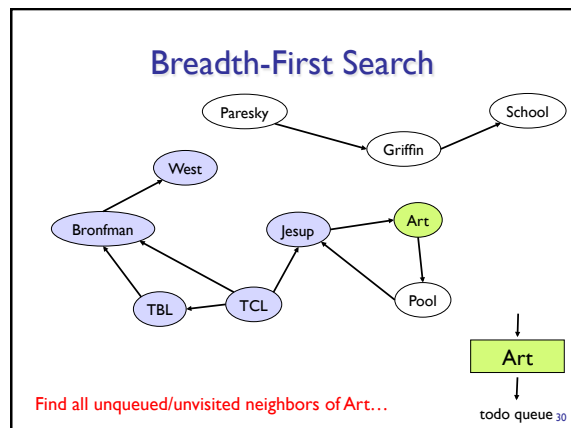 Breadth-First Search
Paresky
School
Griffin
West
Bronfman
Jesup
Art
TBL
TCL
Pool
Art
Find all unqueued/unvisited neighbors of Art…
todo queue 30